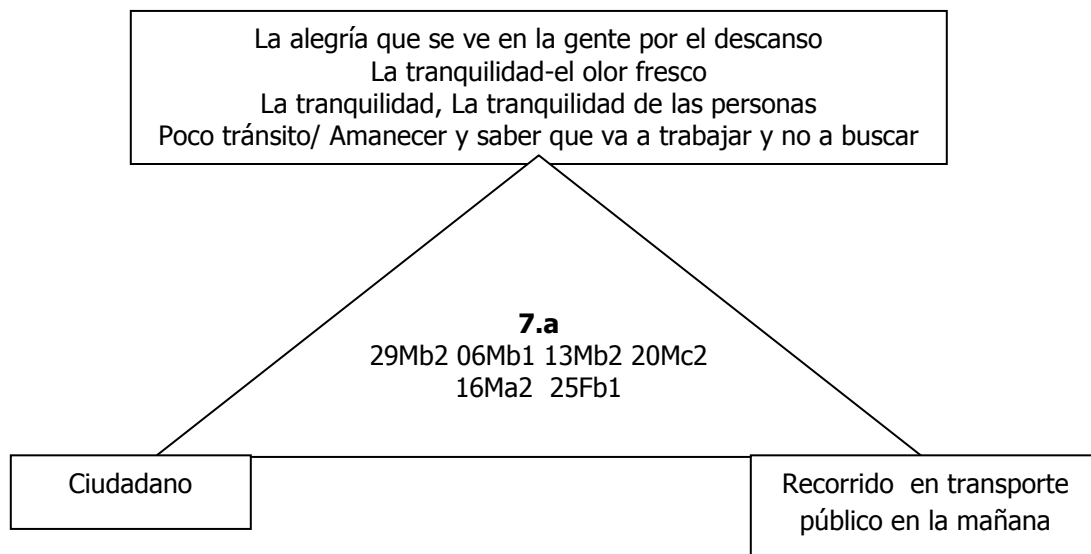 La alegría que se ve en la gente por el descanso
La tranquilidad-el olor fresco
La tranquilidad, La tranquilidad de las personas
Poco tránsito/ Amanecer y saber que va a trabajar y no a buscar
7.a
29Mb2 06Mb1 13Mb2 20Mc2
16Ma2 25Fb1
Ciudadano
Recorrido en transporte
público en la mañana